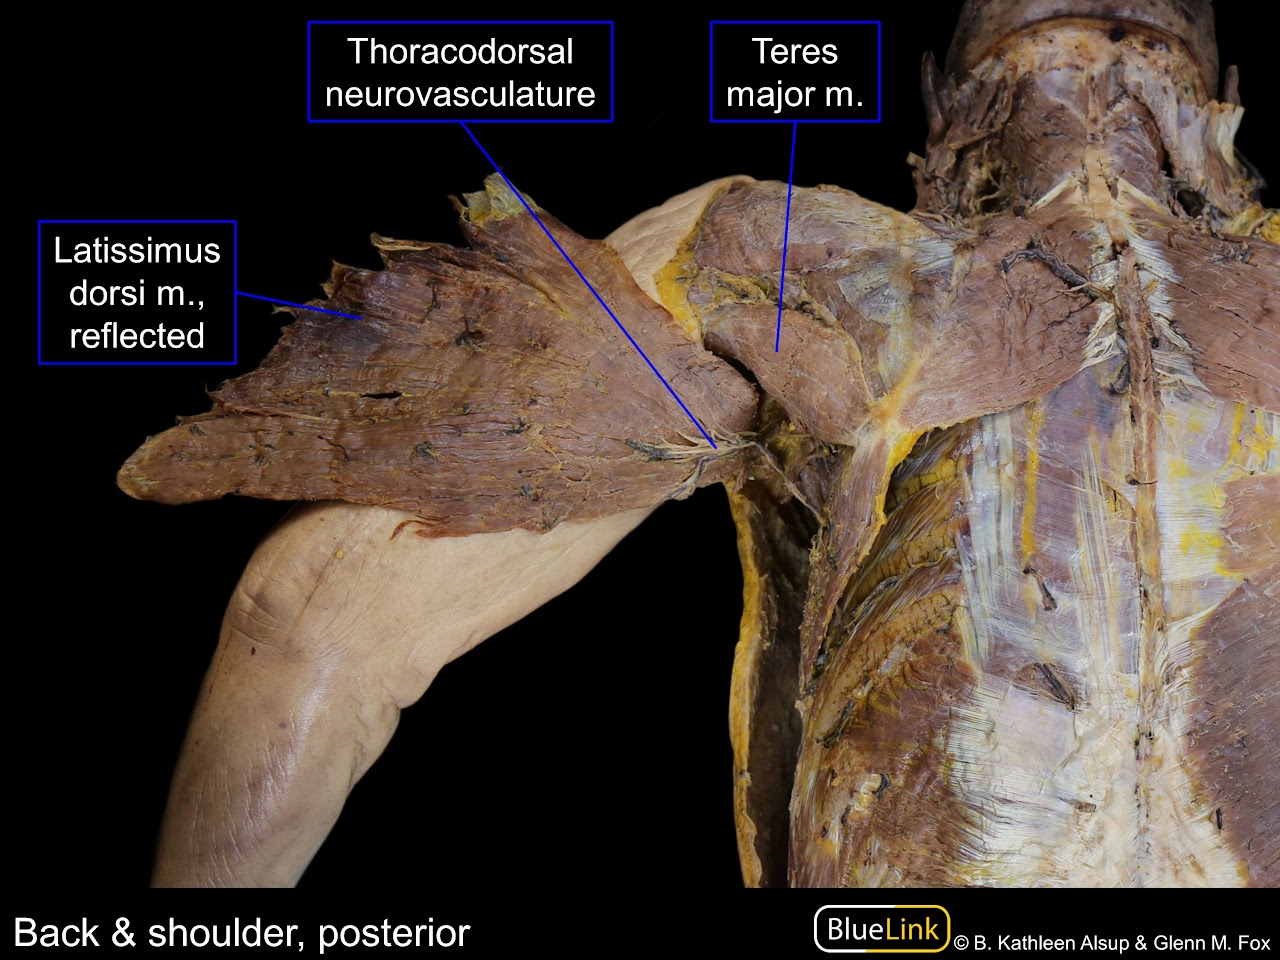 Thoracodorsal
neurovasculature
Teres
major m.
Latissimus
dorsi m.,
reflected
Back & shoulder, posterior
BlueLink
© B. Kathleen Alsup & Glenn M. Fox